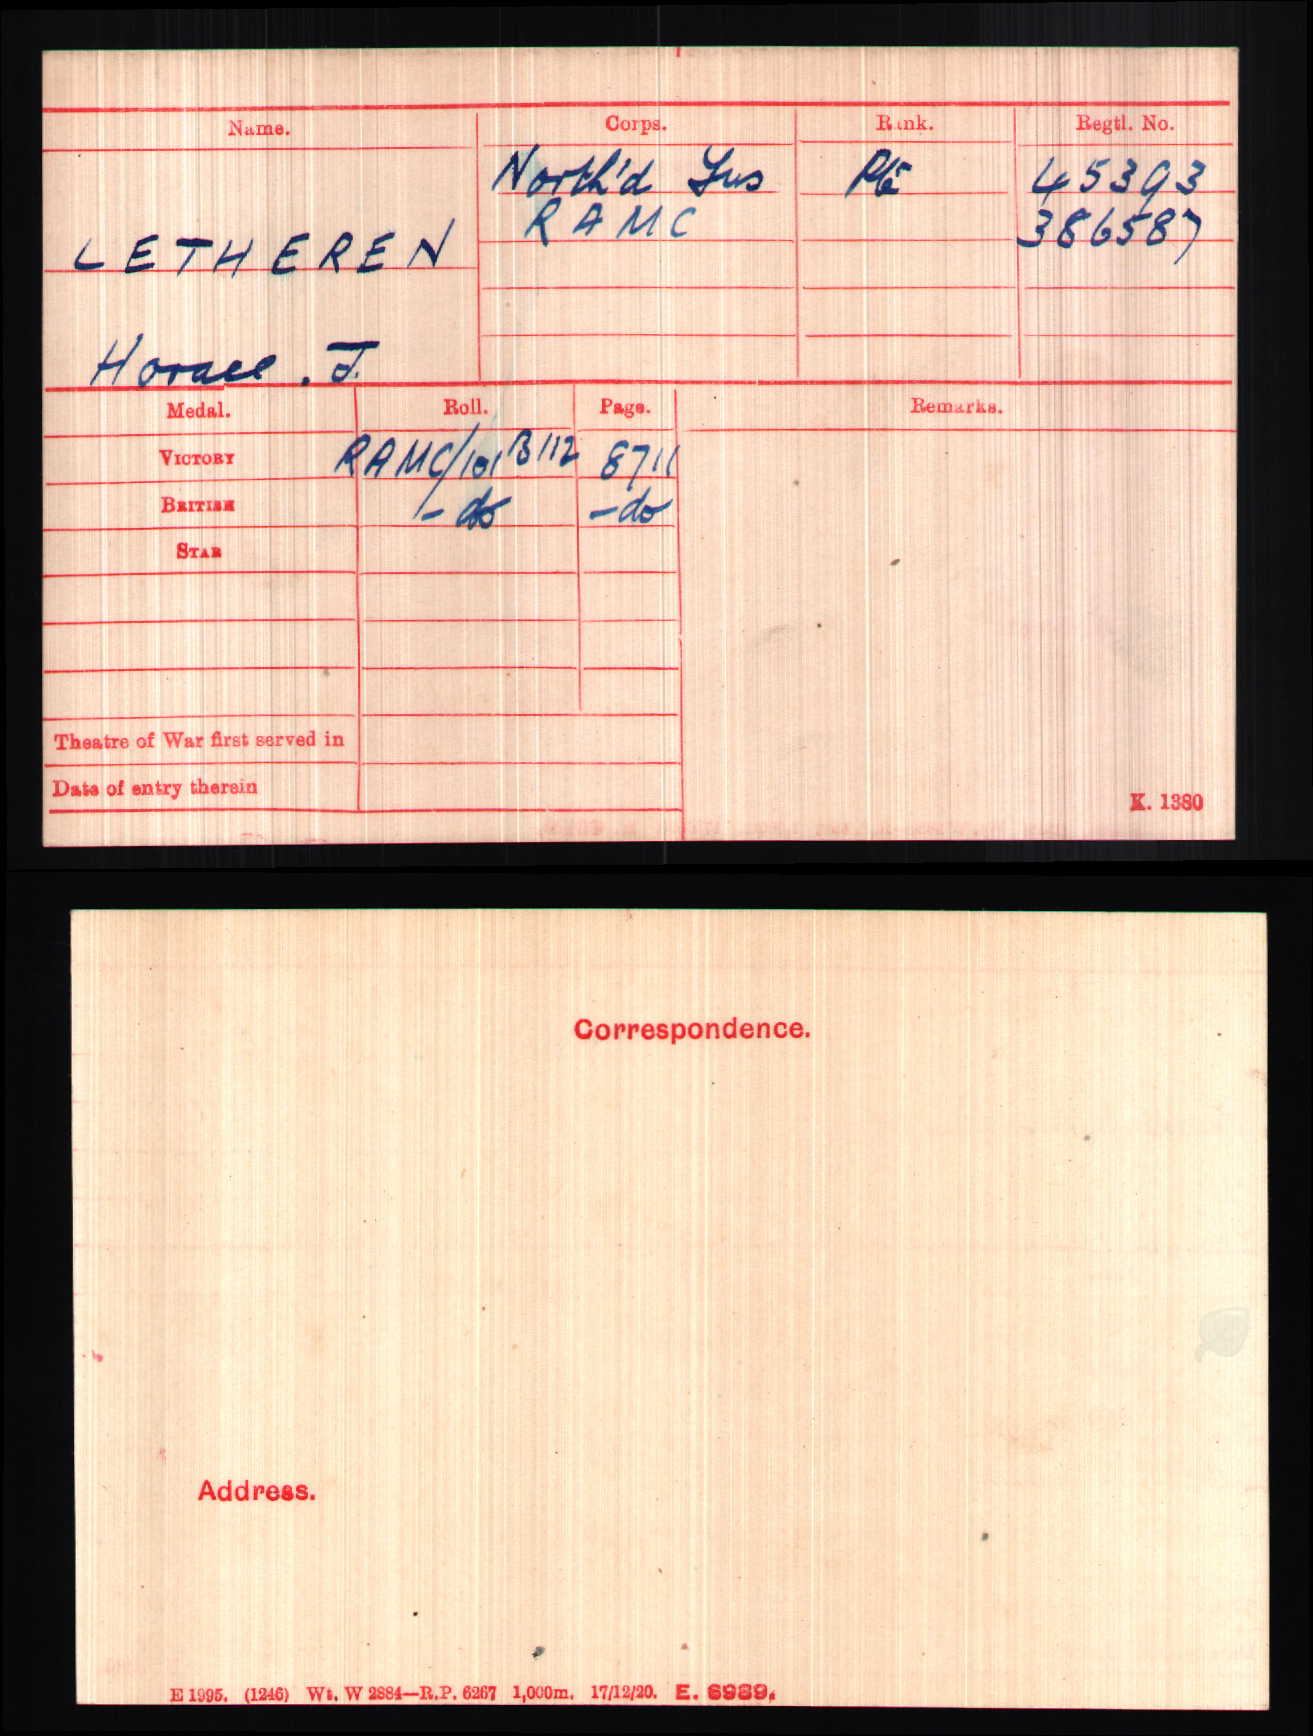 Name. Corps. Rank. Regtl. No.
North'd Fus Pte 45393
RAMC 386587
LETHEREN
Horace . J.
Medal. Roll. Page. Remarks.
VICTORY RAMC/101 B112 8711
BRITISH - do - do
STAR
Theatre of War first served in
Date of entry therein
K. 1380
Correspondence.
Address.
E 1995. (1246) Wt. W 2884—R.P. 6267 1,000m. 17/12/20. E. 6989.